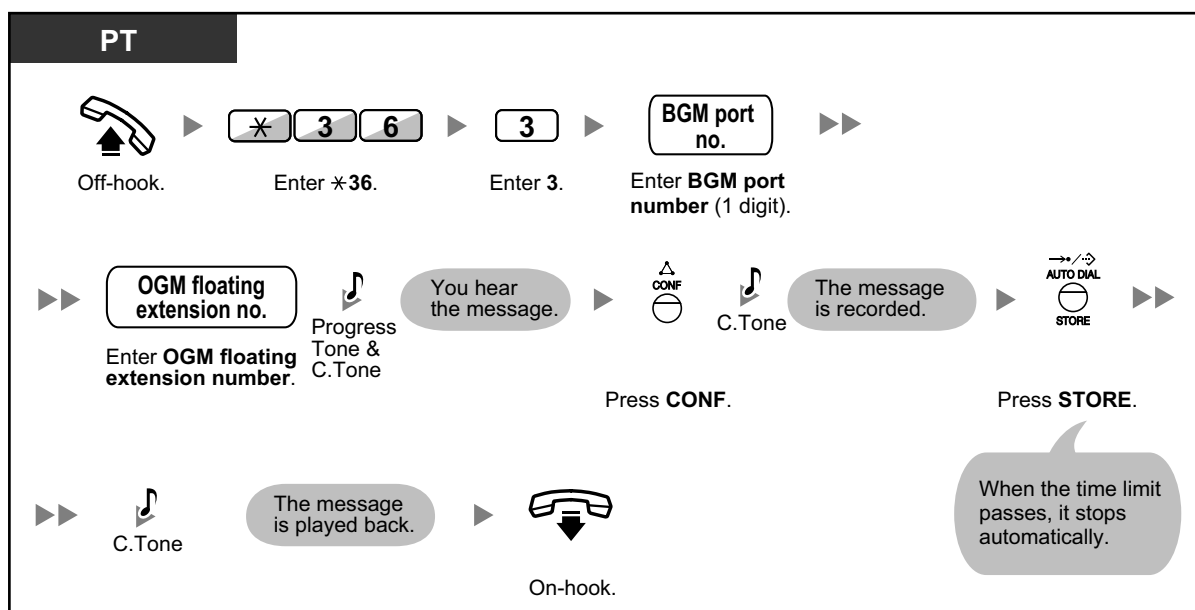 PT
✳ 3 6
3
BGM port
no.
Off-hook.
Enter ✳36.
Enter 3.
Enter BGM port
number (1 digit).
OGM floating
extension no.
Enter OGM floating
extension number.
Progress
Tone &
C.Tone
You hear
the message.
CONF
Press CONF.
C.Tone
The message
is recorded.
AUTO DIAL
STORE
Press STORE.
When the time limit
passes, it stops
automatically.
C.Tone
The message
is played back.
On-hook.